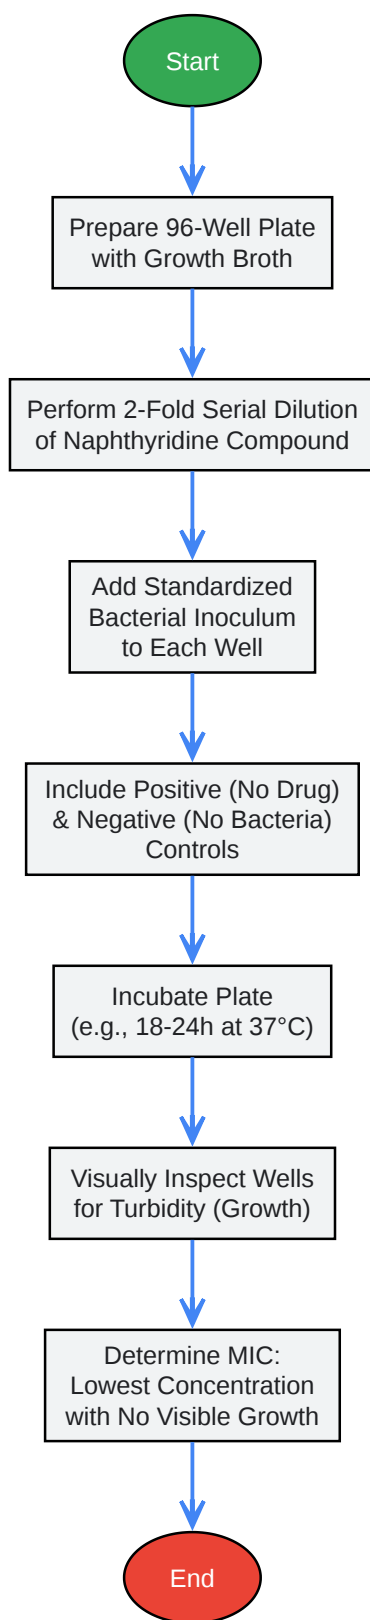 Start
Prepare 96-Well Plate
with Growth Broth
Perform 2-Fold Serial Dilution
of Naphthyridine Compound
Add Standardized
Bacterial Inoculum
to Each Well
Include Positive (No Drug)
& Negative (No Bacteria)
Controls
Incubate Plate
(e.g., 18-24h at 37°C)
Visually Inspect Wells
for Turbidity (Growth)
Determine MIC:
Lowest Concentration
with No Visible Growth
End